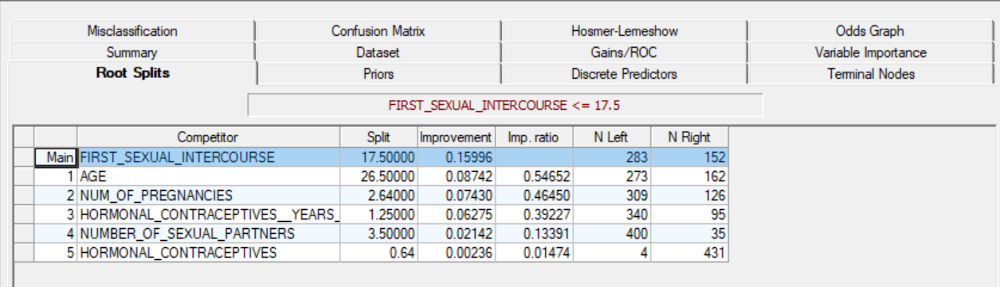 Misclassification Confusion Matrix Hosmer-Lemeshow Odds Graph
Summary Dataset Gains/ROC Variable Importance
Root Splits Priors Discrete Predictors Terminal Nodes
FIRST_SEXUAL_INTERCOURSE <= 17.5
Competitor Split Improvement Imp. ratio N Left N Right
Main FIRST_SEXUAL_INTERCOURSE 17.50000 0.15996 283 152
1 AGE 26.50000 0.08742 0.54652 273 162
2 NUM_OF_PREGNANCIES 2.64000 0.07430 0.46450 309 126
3 HORMONAL_CONTRACEPTIVES__YEARS_ 1.25000 0.06275 0.39227 340 95
4 NUMBER_OF_SEXUAL_PARTNERS 3.50000 0.02142 0.13391 400 35
5 HORMONAL_CONTRACEPTIVES 0.64 0.00236 0.01474 4 431